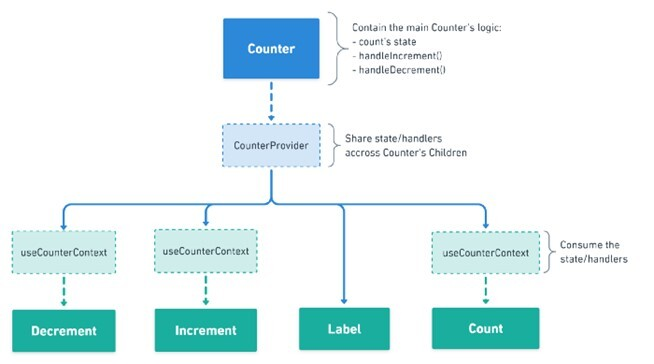 Counter
Contain the main Counter's logic:
- count's state
- handleIncrement()
- handleDecrement()
CounterProvider
Share state/handlers
accross Counter's Children
useCounterContext
useCounterContext
useCounterContext
Consume the
state/handlers
Decrement
Increment
Label
Count